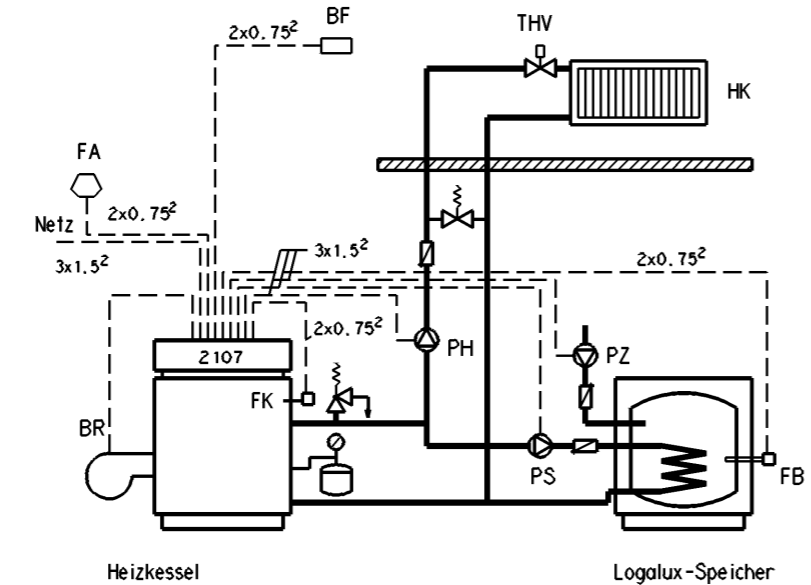 BF
THV
2x0.75²
HK
FA
2x0.75²
Netz
3x1.5²
3x1.5²
2x0.75²
2x0.75²
PH
PZ
2107
FK
BR
PS
FB
Heizkessel
Logalux-Speicher